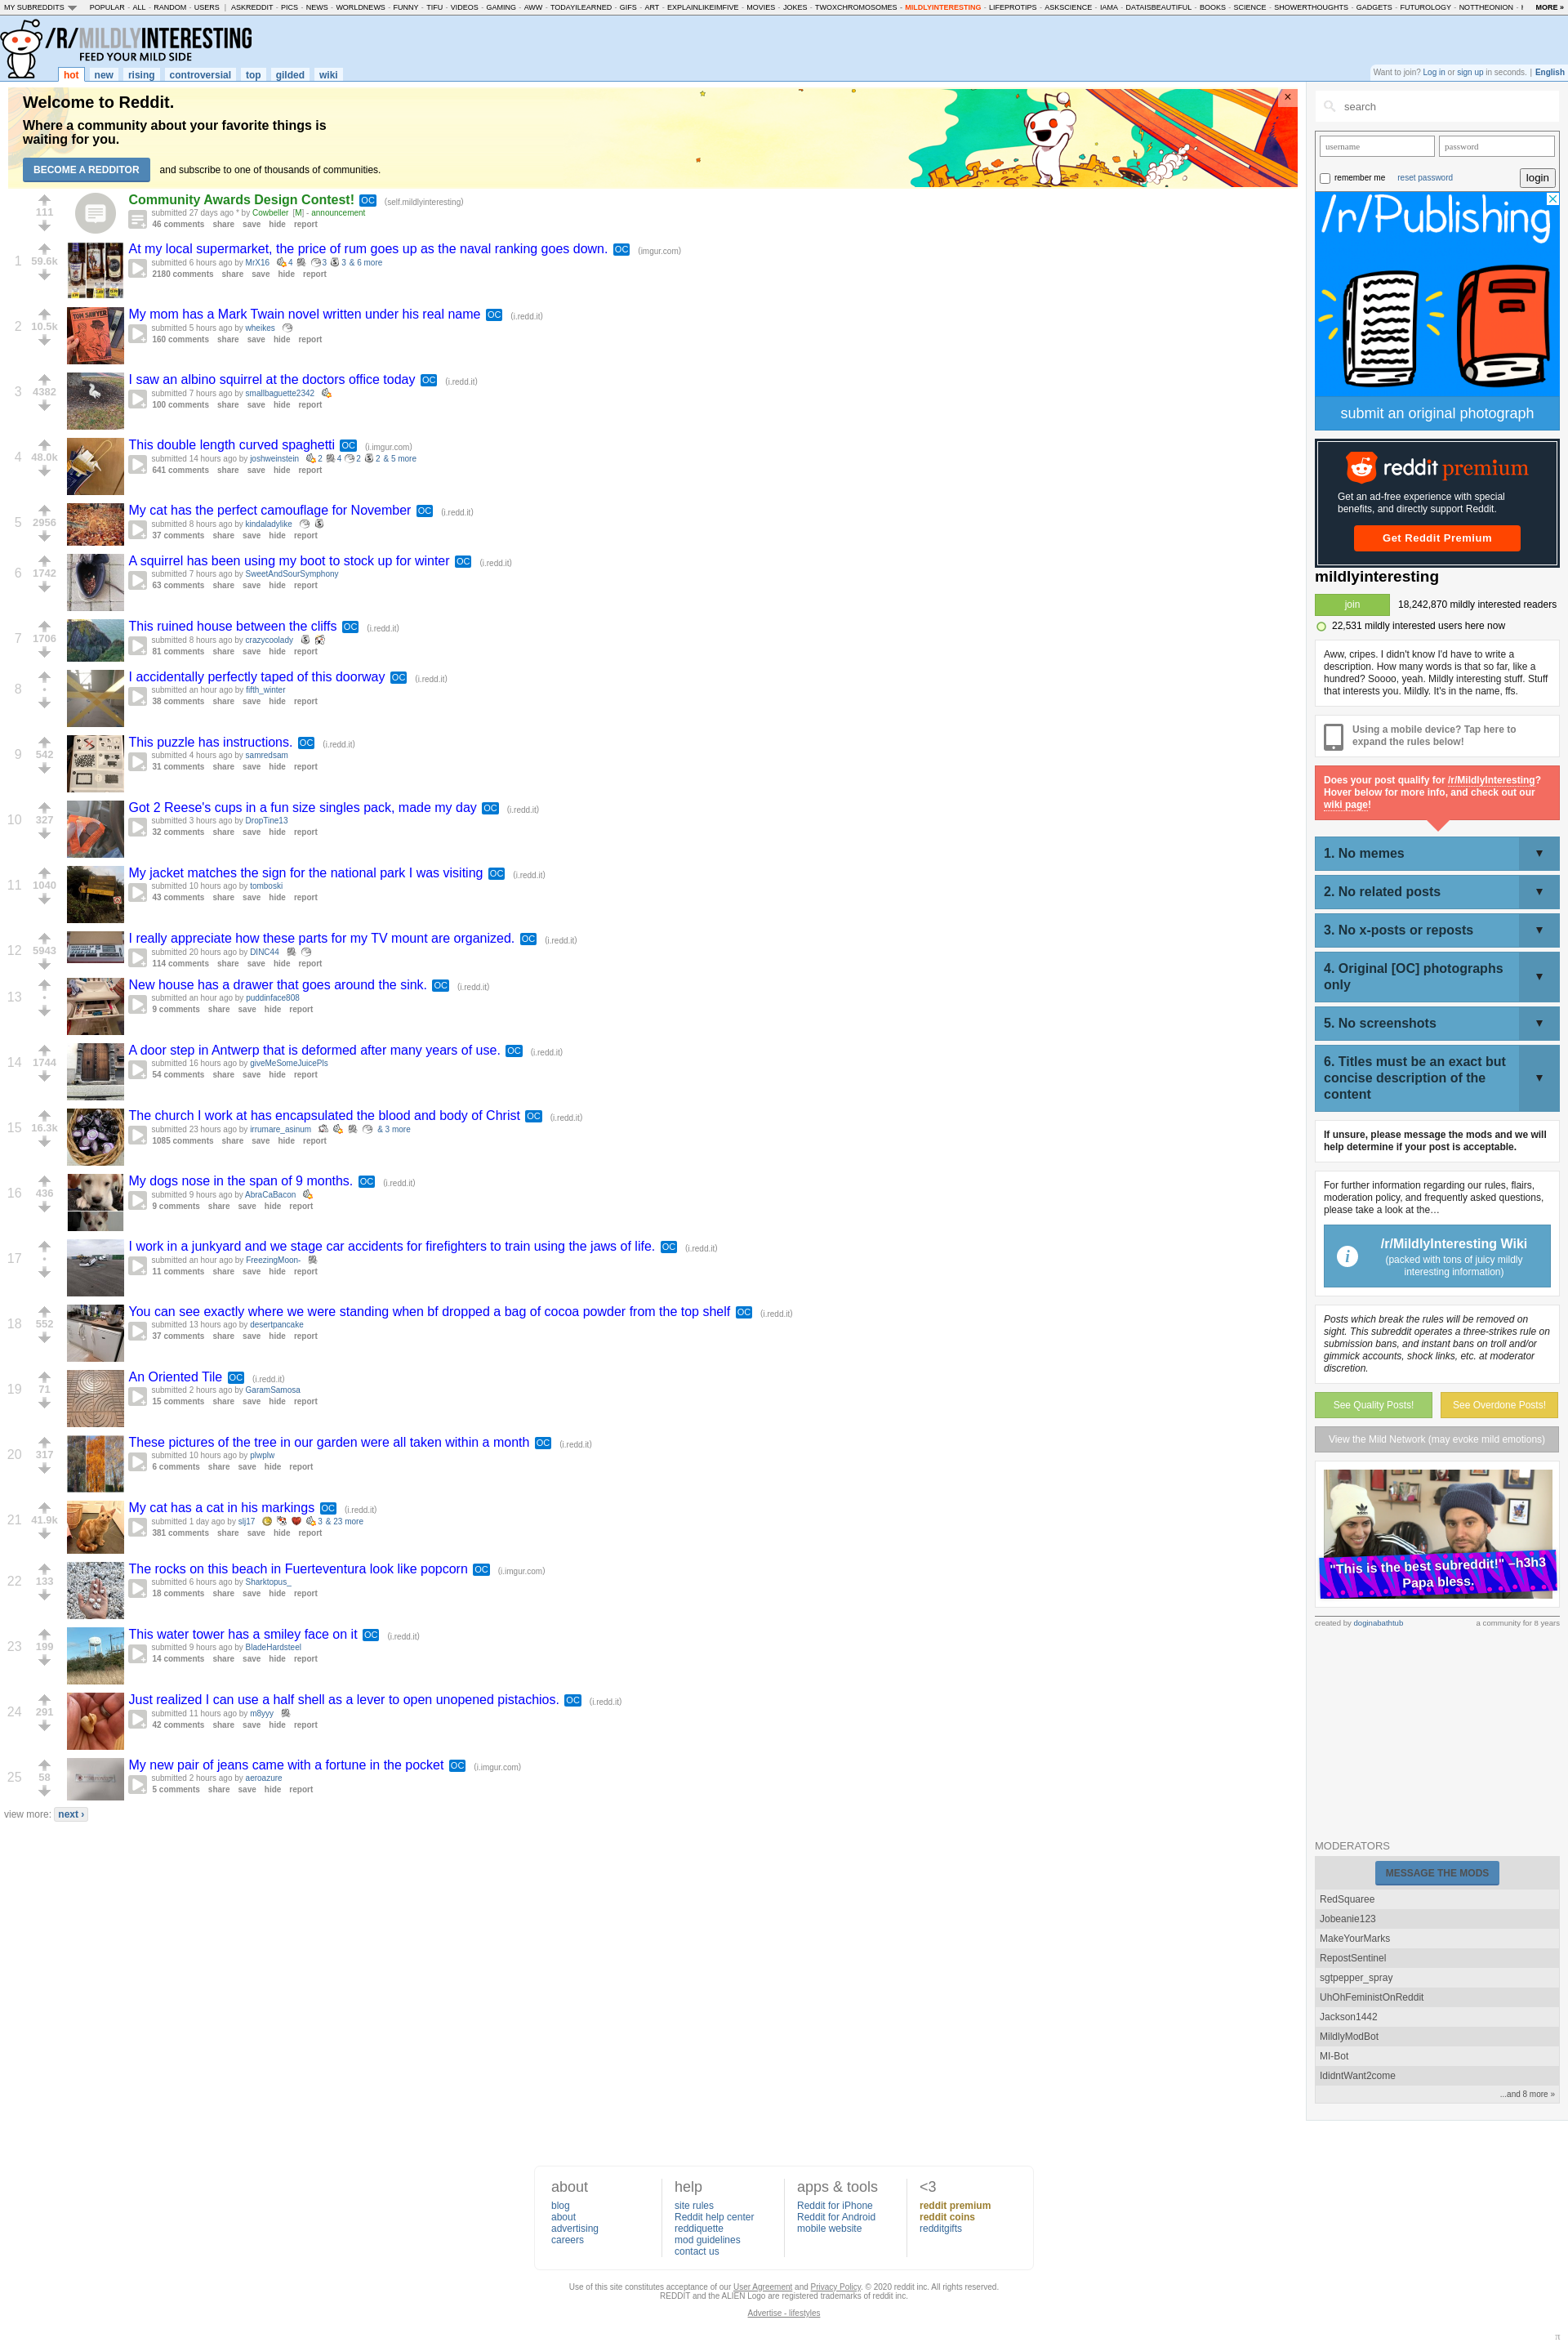 MY SUBREDDITS POPULAR - ALL - RANDOM - USERS | ASKREDDIT - PICS - NEWS - WORLDNEWS - FUNNY - TIFU - VIDEOS - GAMING - AWW - TODAYILEARNED - GIFS - ART - EXPLAINLIKEIMFIVE - MOVIES - JOKES - TWOXCHROMOSOMES - MILDLYINTERESTING - LIFEPROTIPS - ASKSCIENCE - IAMA - DATAISBEAUTIFUL - BOOKS - SCIENCE - SHOWERTHOUGHTS - GADGETS - FUTUROLOGY - NOTTHEONION - MORE »
/R/MILDLYINTERESTING
FEED YOUR MILD SIDE
hot new rising controversial top gilded wiki
Want to join? Log in or sign up in seconds. | English
Welcome to Reddit.
Where a community about your favorite things is
waiting for you.
BECOME A REDDITOR and subscribe to one of thousands of communities.
111
Community Awards Design Contest! OC (self.mildlyinteresting)
submitted 27 days ago * by Cowbeller [M] - announcement
46 comments share save hide report
1 59.6k
At my local supermarket, the price of rum goes up as the naval ranking goes down. OC (imgur.com)
submitted 6 hours ago by MrX16 4 3 3 & 6 more
2180 comments share save hide report
2 10.5k
My mom has a Mark Twain novel written under his real name OC (i.redd.it)
submitted 5 hours ago by wheikes
160 comments share save hide report
TOM SAWYER
3 4382
I saw an albino squirrel at the doctors office today OC (i.redd.it)
submitted 7 hours ago by smallbaguette2342
100 comments share save hide report
4 48.0k
This double length curved spaghetti OC (i.imgur.com)
submitted 14 hours ago by joshweinstein 2 4 2 2 & 5 more
641 comments share save hide report
5 2956
My cat has the perfect camouflage for November OC (i.redd.it)
submitted 8 hours ago by kindaladylike
37 comments share save hide report
6 1742
A squirrel has been using my boot to stock up for winter OC (i.redd.it)
submitted 7 hours ago by SweetAndSourSymphony
63 comments share save hide report
7 1706
This ruined house between the cliffs OC (i.redd.it)
submitted 8 hours ago by crazycoolady
81 comments share save hide report
8 •
I accidentally perfectly taped of this doorway OC (i.redd.it)
submitted an hour ago by fifth_winter
38 comments share save hide report
9 542
This puzzle has instructions. OC (i.redd.it)
submitted 4 hours ago by samredsam
31 comments share save hide report
10 327
Got 2 Reese's cups in a fun size singles pack, made my day OC (i.redd.it)
submitted 3 hours ago by DropTine13
32 comments share save hide report
11 1040
My jacket matches the sign for the national park I was visiting OC (i.redd.it)
submitted 10 hours ago by tomboski
43 comments share save hide report
12 5943
I really appreciate how these parts for my TV mount are organized. OC (i.redd.it)
submitted 20 hours ago by DINC44
114 comments share save hide report
13 •
New house has a drawer that goes around the sink. OC (i.redd.it)
submitted an hour ago by puddinface808
9 comments share save hide report
14 1744
A door step in Antwerp that is deformed after many years of use. OC (i.redd.it)
submitted 16 hours ago by giveMeSomeJuicePls
54 comments share save hide report
15 16.3k
The church I work at has encapsulated the blood and body of Christ OC (i.redd.it)
submitted 23 hours ago by irrumare_asinum & 3 more
1085 comments share save hide report
16 436
My dogs nose in the span of 9 months. OC (i.redd.it)
submitted 9 hours ago by AbraCaBacon
9 comments share save hide report
17 •
I work in a junkyard and we stage car accidents for firefighters to train using the jaws of life. OC (i.redd.it)
submitted an hour ago by FreezingMoon-
11 comments share save hide report
18 552
You can see exactly where we were standing when bf dropped a bag of cocoa powder from the top shelf OC (i.redd.it)
submitted 13 hours ago by desertpancake
37 comments share save hide report
19 71
An Oriented Tile OC (i.redd.it)
submitted 2 hours ago by GaramSamosa
15 comments share save hide report
20 317
These pictures of the tree in our garden were all taken within a month OC (i.redd.it)
submitted 10 hours ago by plwplw
6 comments share save hide report
21 41.9k
My cat has a cat in his markings OC (i.redd.it)
submitted 1 day ago by slj17 3 & 23 more
381 comments share save hide report
22 133
The rocks on this beach in Fuerteventura look like popcorn OC (i.imgur.com)
submitted 6 hours ago by Sharktopus_
18 comments share save hide report
23 199
This water tower has a smiley face on it OC (i.redd.it)
submitted 9 hours ago by BladeHardsteel
14 comments share save hide report
24 291
Just realized I can use a half shell as a lever to open unopened pistachios. OC (i.redd.it)
submitted 11 hours ago by m8yyy
42 comments share save hide report
25 58
My new pair of jeans came with a fortune in the pocket OC (i.imgur.com)
submitted 2 hours ago by aeroazure
5 comments share save hide report
view more: next ›
search
username password
remember me reset password login
/r/Publishing
submit an original photograph
reddit premium
Get an ad-free experience with special
benefits, and directly support Reddit.
Get Reddit Premium
mildlyinteresting
join 18,242,870 mildly interested readers
22,531 mildly interested users here now
Aww, cripes. I didn't know I'd have to write a
description. How many words is that so far, like a
hundred? Soooo, yeah. Mildly interesting stuff. Stuff
that interests you. Mildly. It's in the name, ffs.
Using a mobile device? Tap here to
expand the rules below!
Does your post qualify for /r/MildlyInteresting?
Hover below for more info, and check out our
wiki page!
1. No memes ▼
2. No related posts ▼
3. No x-posts or reposts ▼
4. Original [OC] photographs
only ▼
5. No screenshots ▼
6. Titles must be an exact but
concise description of the ▼
content
If unsure, please message the mods and we will
help determine if your post is acceptable.
For further information regarding our rules, flairs,
moderation policy, and frequently asked questions,
please take a look at the…
i /r/MildlyInteresting Wiki
(packed with tons of juicy mildly
interesting information)
Posts which break the rules will be removed on
sight. This subreddit operates a three-strikes rule on
submission bans, and instant bans on troll and/or
gimmick accounts, shock links, etc. at moderator
discretion.
See Quality Posts! See Overdone Posts!
View the Mild Network (may evoke mild emotions)
"This is the best subreddit!" –h3h3
Papa bless.
created by doginabathtub a community for 8 years
MODERATORS
MESSAGE THE MODS
RedSquaree
Jobeanie123
MakeYourMarks
RepostSentinel
sgtpepper_spray
UhOhFeministOnReddit
Jackson1442
MildlyModBot
MI-Bot
IdidntWant2come
...and 8 more »
about
blog
about
advertising
careers
help
site rules
Reddit help center
reddiquette
mod guidelines
contact us
apps & tools
Reddit for iPhone
Reddit for Android
mobile website
<3
reddit premium
reddit coins
redditgifts
Use of this site constitutes acceptance of our User Agreement and Privacy Policy. © 2020 reddit inc. All rights reserved.
REDDIT and the ALIEN Logo are registered trademarks of reddit inc.
Advertise - lifestyles
π